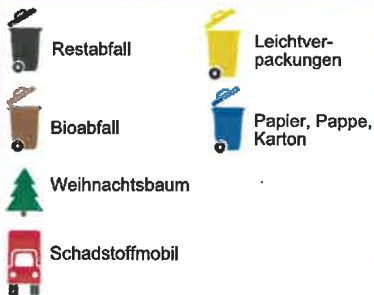 Restabfall
Leichtver-
packungen
Bioabfall
Papier, Pappe,
Karton
Weihnachtsbaum
Schadstoffmobil